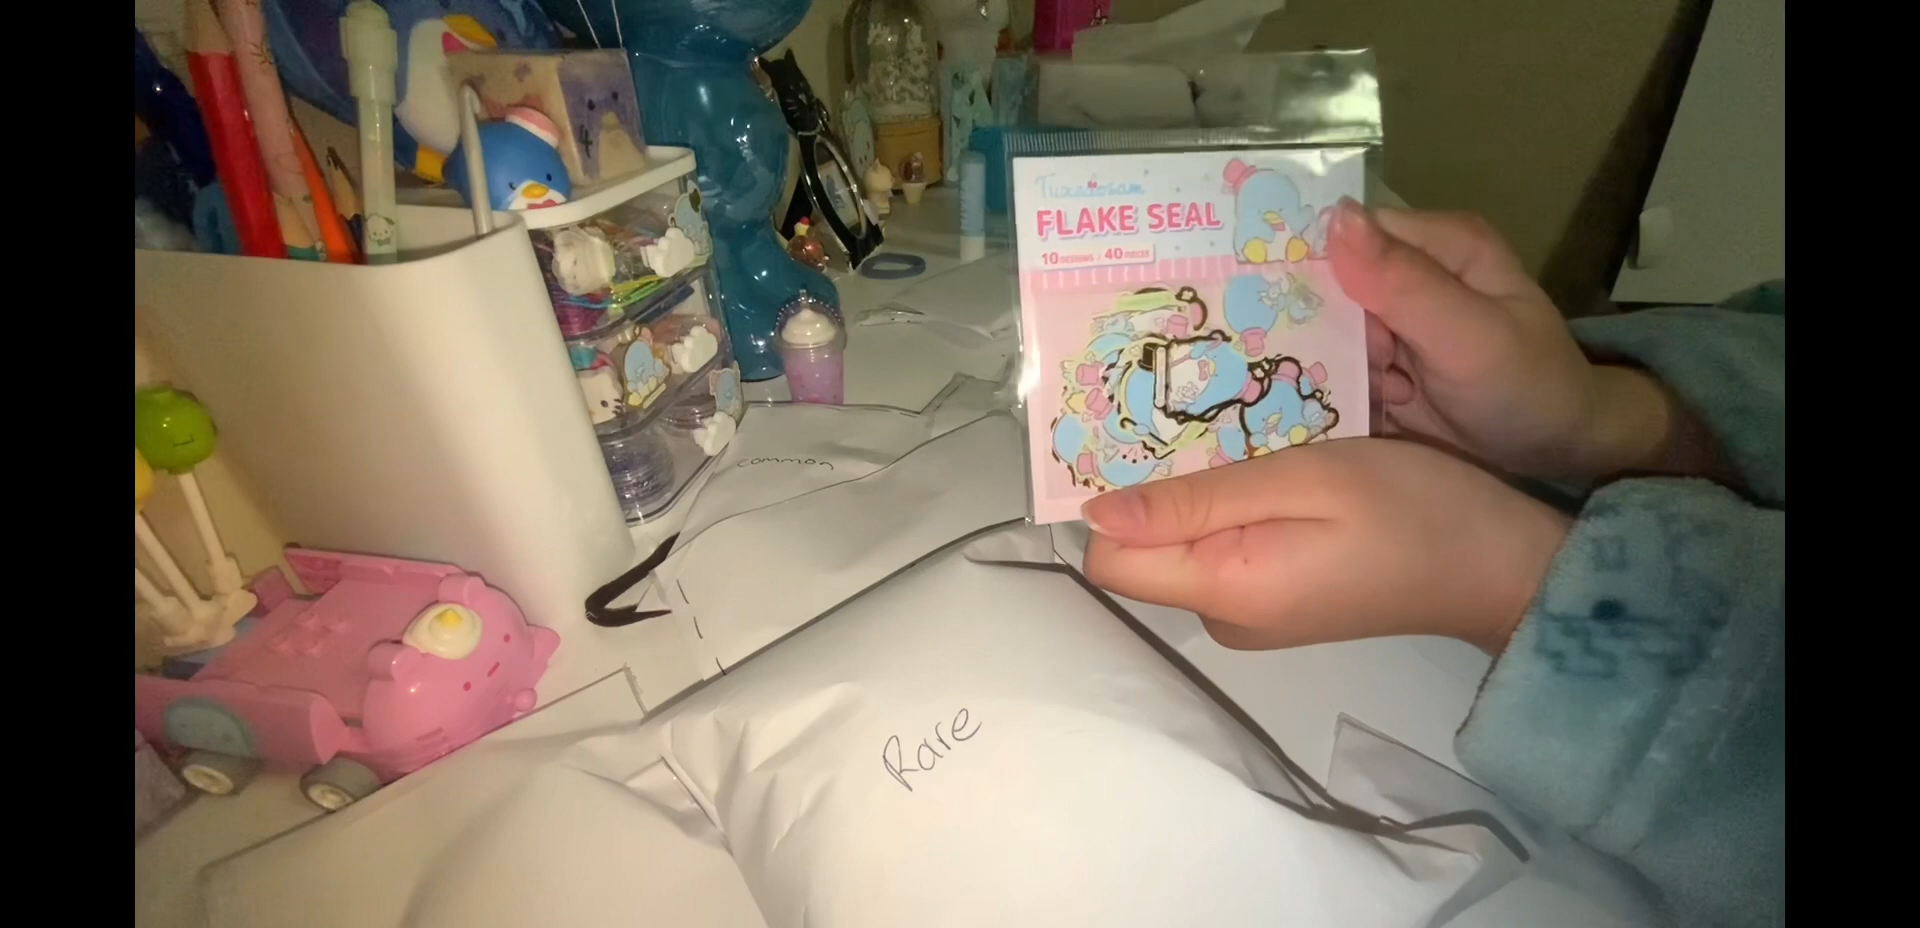 Tuxedosam
FLAKE SEAL
10 DESIGNS / 40 PIECES
common
Rare